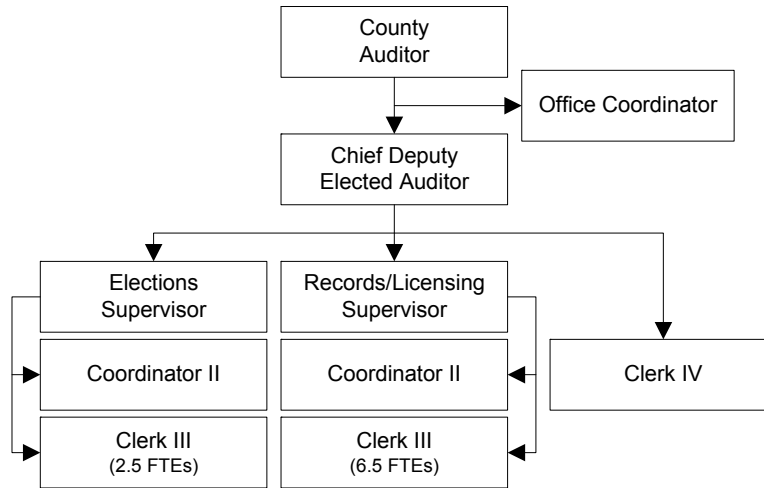 County
Auditor
Office Coordinator
Chief Deputy
Elected Auditor
Elections
Supervisor
Records/Licensing
Supervisor
Coordinator II
Coordinator II
Clerk IV
Clerk III
(2.5 FTEs)
Clerk III
(6.5 FTEs)